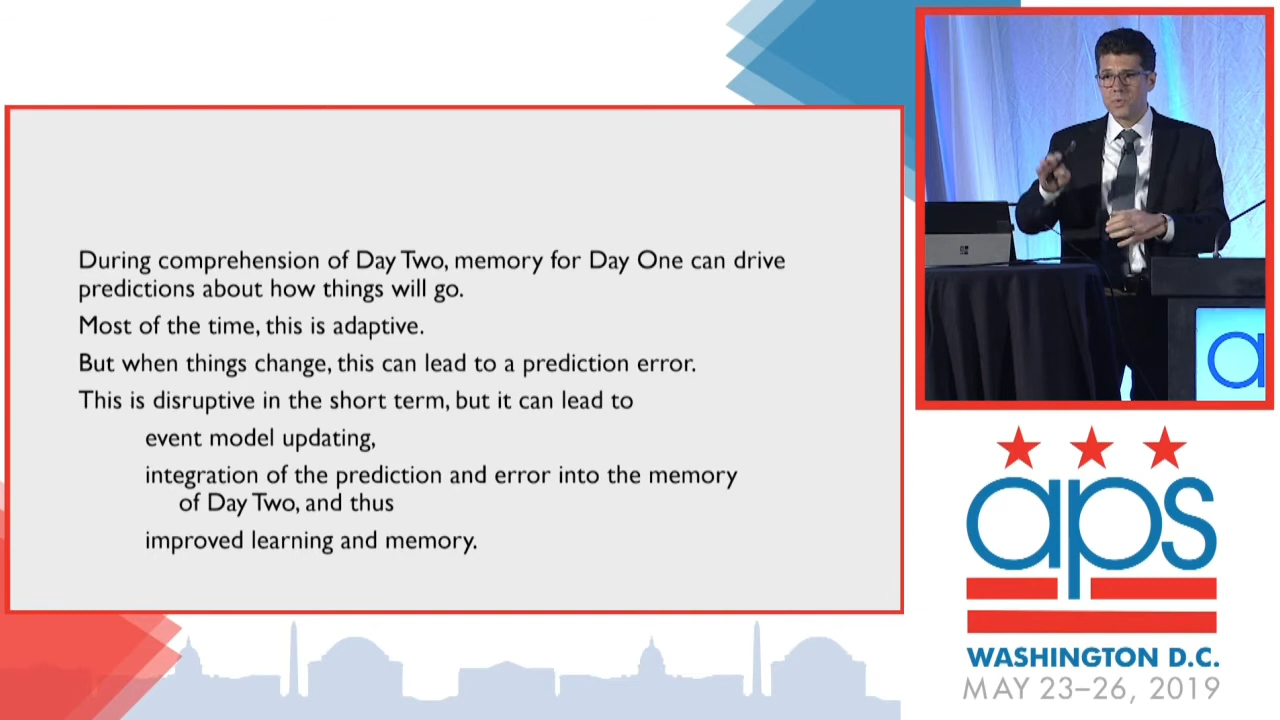 During comprehension of Day Two, memory for Day One can drive
predictions about how things will go.
Most of the time, this is adaptive.
But when things change, this can lead to a prediction error.
This is disruptive in the short term, but it can lead to
event model updating,
integration of the prediction and error into the memory
of Day Two, and thus
improved learning and memory.
a
aps
WASHINGTON D.C.
MAY 23–26, 2019